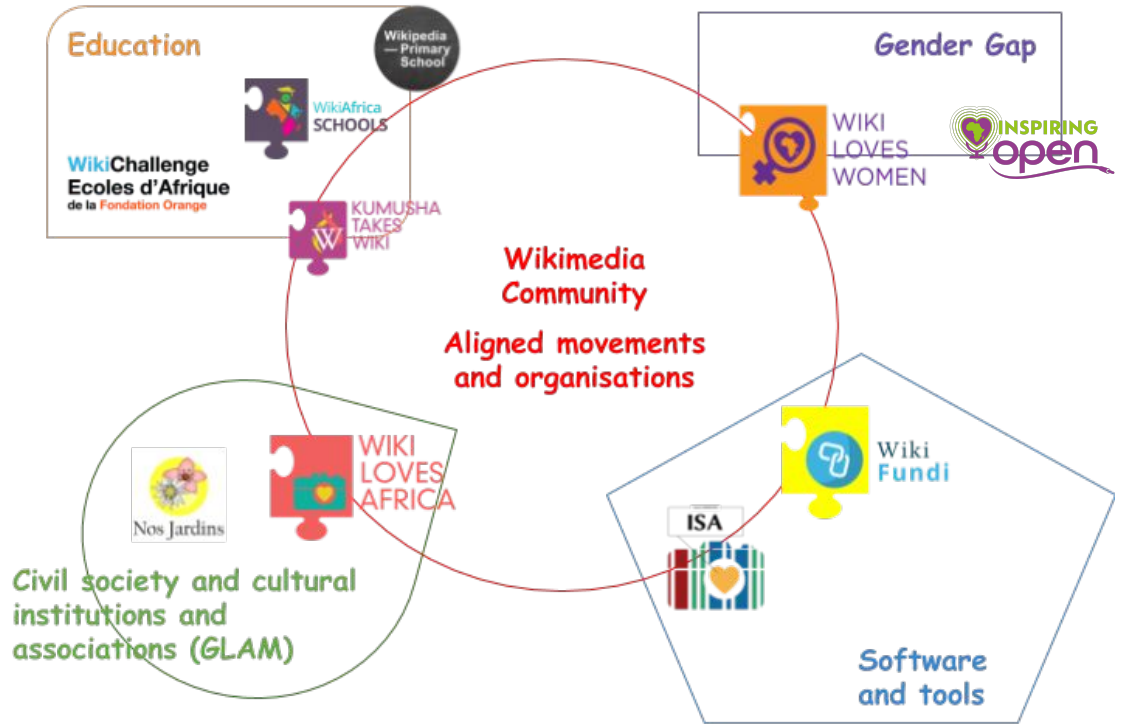 Education
Wikipedia
— Primary
School
WikiAfrica
SCHOOLS
WikiChallenge
Ecoles d’Afrique
de la Fondation Orange
KUMUSHA
TAKES
WIKI
W
Gender Gap
WIKI
LOVES
WOMEN
INSPIRING
open
Wikimedia
Community
Aligned movements
and organisations
WIKI
LOVES
AFRICA
Nos Jardins
Civil society and cultural
institutions and
associations (GLAM)
Wiki
Fundi
ISA
Software
and tools